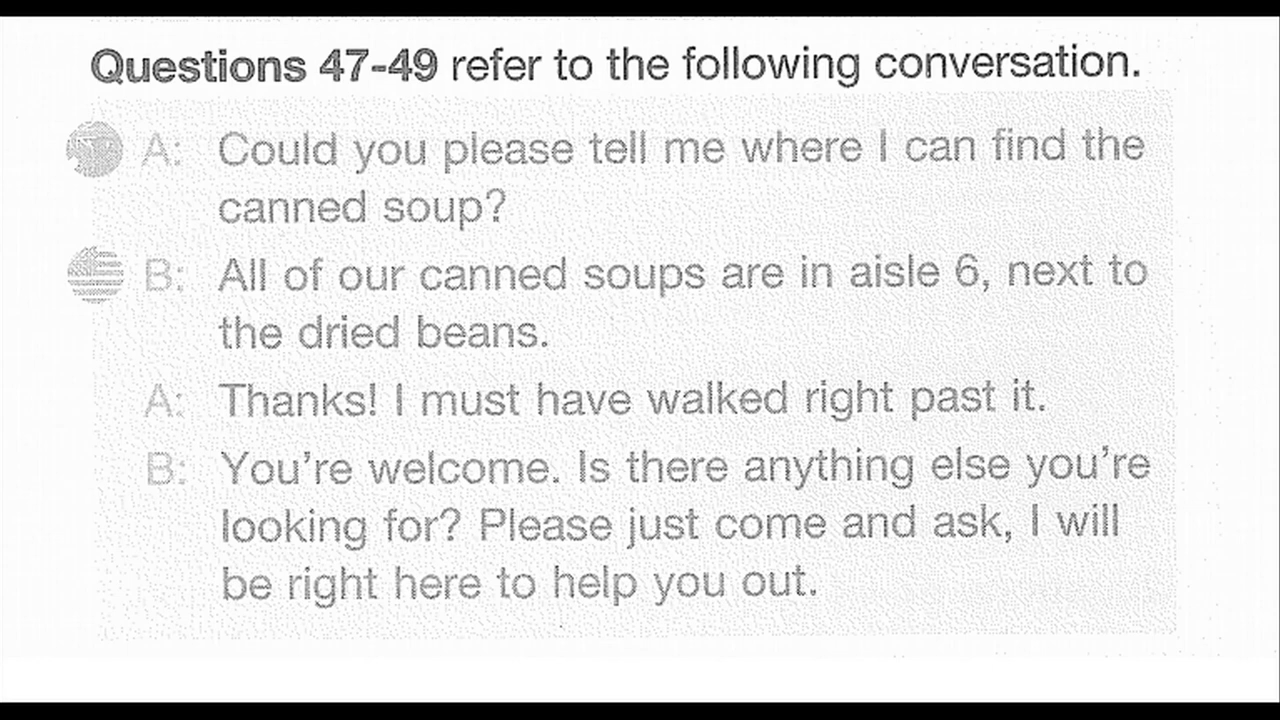 Questions 47-49 refer to the following conversation.
A: Could you please tell me where I can find the
canned soup?
B: All of our canned soups are in aisle 6, next to
the dried beans.
A: Thanks! I must have walked right past it.
B: You're welcome. Is there anything else you're
looking for? Please just come and ask, I will
be right here to help you out.